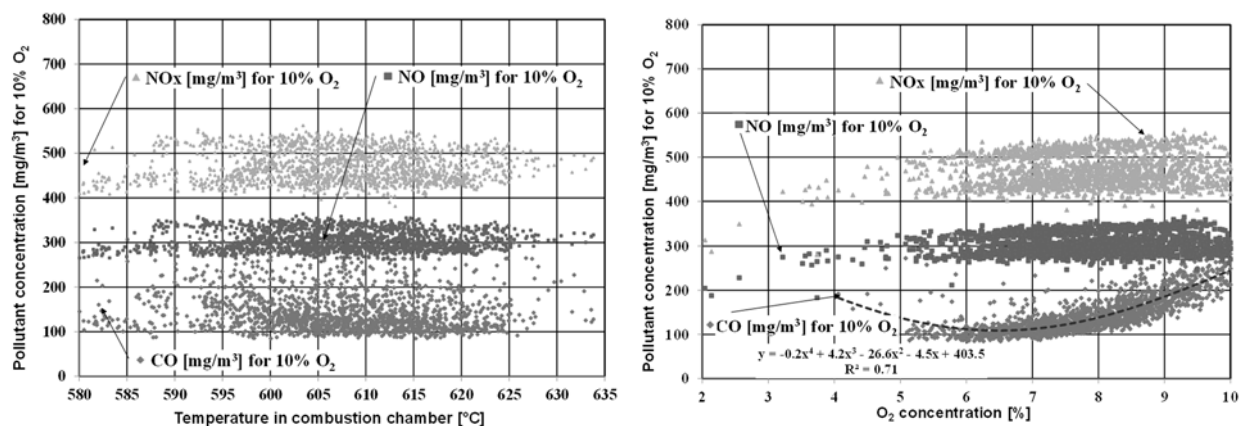 Pollutant concentration [mg/m³] for 10% O₂
800
700
600
500
400
300
200
100
0
NOx [mg/m³] for 10% O₂
NO [mg/m³] for 10% O₂
CO [mg/m³] for 10% O₂
580 585 590 595 600 605 610 615 620 625 630 635
Temperature in combustion chamber [°C]
Pollutant concentration [mg/m³] for 10% O₂
800
700
600
500
400
300
200
100
0
NOx [mg/m³] for 10% O₂
NO [mg/m³] for 10% O₂
CO [mg/m³] for 10% O₂
y = -0.2x⁴ + 4.2x³ - 26.6x² - 4.5x + 403.5
R² = 0.71
2 3 4 5 6 7 8 9 10
O₂ concentration [%]